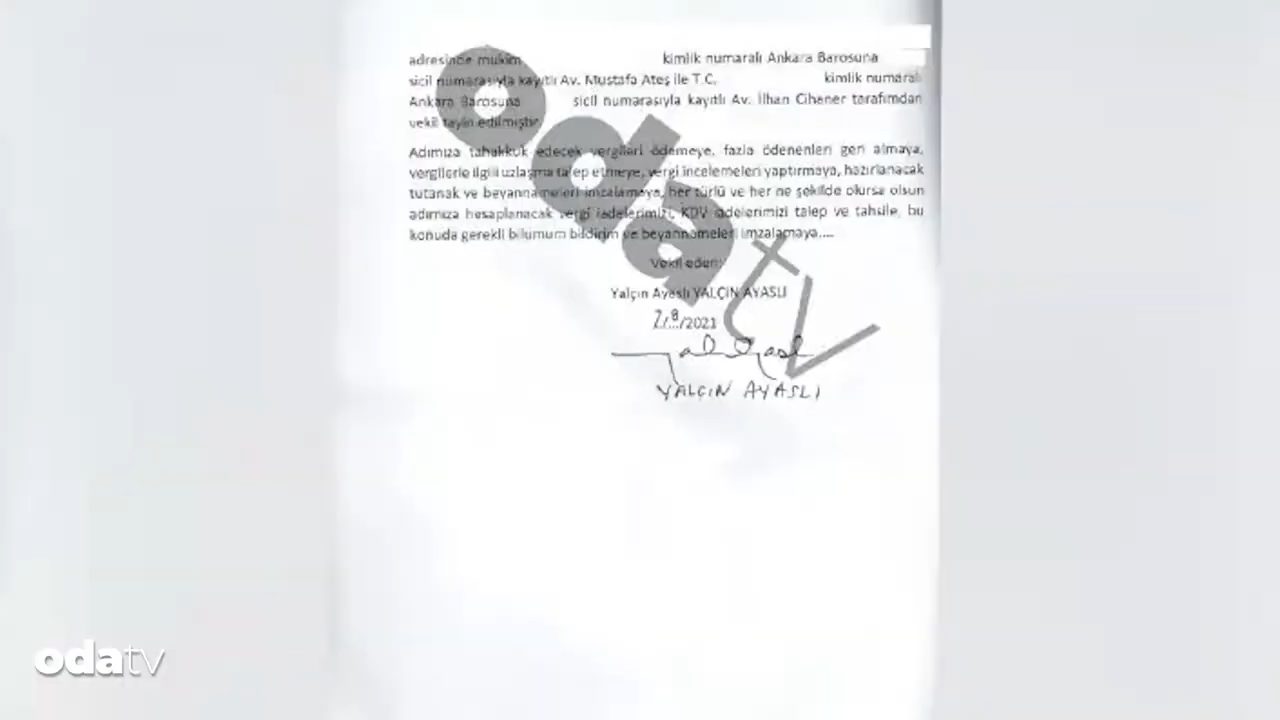 adresinde mukim kimlik numaralı Ankara Barosuna
sicil numarasıyla kayıtlı Av. Mustafa Ateş ile T.C. kimlik numaralı
Ankara Barosuna sicil numarasıyla kayıtlı Av. İlhan Cihaner tarafından
vekil tayin edilmiştir.
Adımıza tahakkuk edecek vergileri ödemeye, fazla ödenenleri geri almaya,
vergilerle ilgili uzlaşma talep etmeye, vergi incelemeleri yaptırmaya, hazırlanacak
tutanak ve beyannameleri imzalamaya, her türlü ve her ne şekilde olursa olsun
adımıza hesaplanacak vergi iadelerimizi, KDV iadelerimizi talep ve tahsile, bu
konuda gerekli bilumum bildirim ve beyannameleri imzalamaya....
Vekil eden:
Yalçın Ayaslı YALÇIN AYASLI
7/8/2021
YALÇIN AYASLI
odatv
odatv